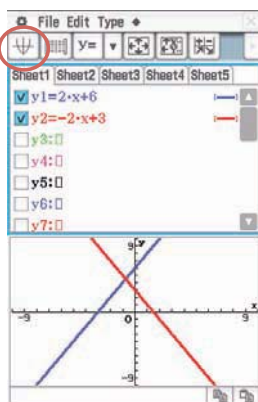 File Edit Type
Y=
Sheet1 Sheet2 Sheet3 Sheet4 Sheet5
y1=2·x+6
y2=-2·x+3
y3:▯
y4:▯
y5:▯
y6:▯
y7:▯
9 y
-9 0 9 x
-9